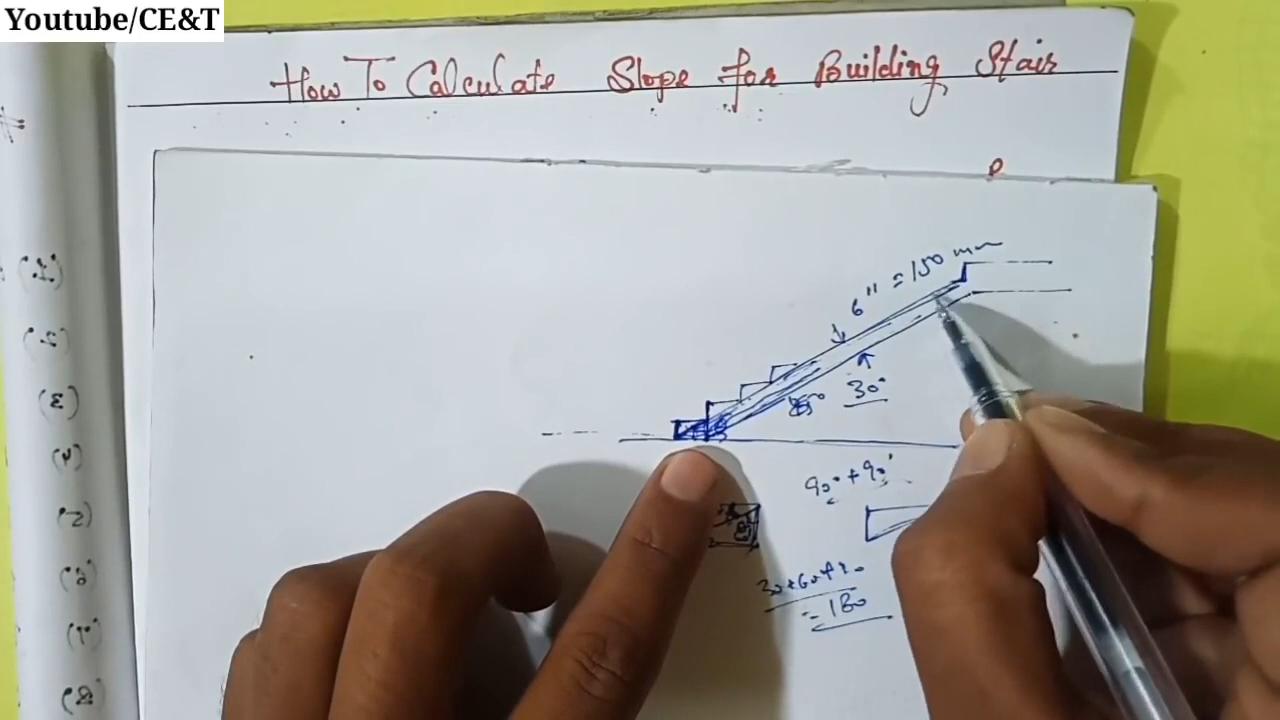 Youtube/CE&T
How To Calculate Slope for Building Stair
6" = 150 mm
30°
90° + 90°
30+60+90
= 180
(3)